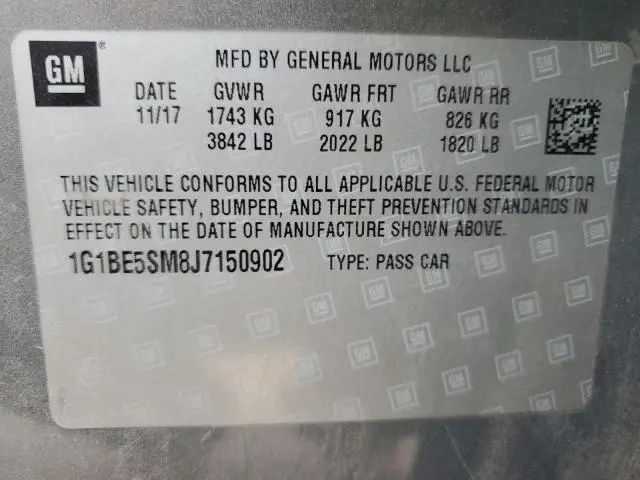 GM
MFD BY GENERAL MOTORS LLC
DATE GVWR GAWR FRT GAWR RR
11/17 1743 KG 917 KG 826 KG
3842 LB 2022 LB 1820 LB
THIS VEHICLE CONFORMS TO ALL APPLICABLE U.S. FEDERAL MOTOR
VEHICLE SAFETY, BUMPER, AND THEFT PREVENTION STANDARDS IN
EFFECT ON THE DATE OF MANUFACTURE SHOWN ABOVE.
1G1BE5SM8J7150902 TYPE: PASS CAR